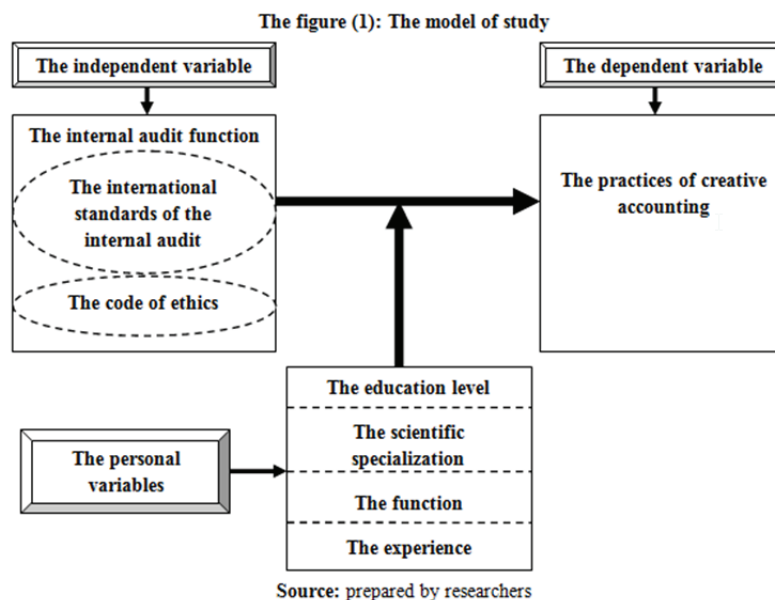 The figure (1): The model of study
The independent variable
The dependent variable
The internal audit function
The international
standards of the
internal audit
The code of ethics
The practices of creative
accounting
The personal
variables
The education level
The scientific
specialization
The function
The experience
Source: prepared by researchers